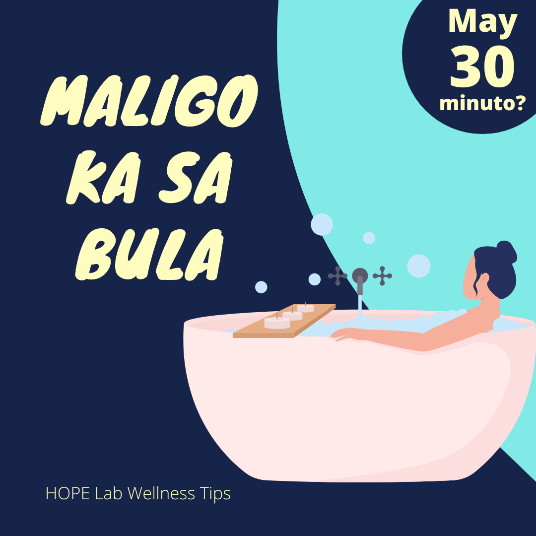 May
30
minuto?
MALIGO
KA SA
BULA
HOPE Lab Wellness Tips